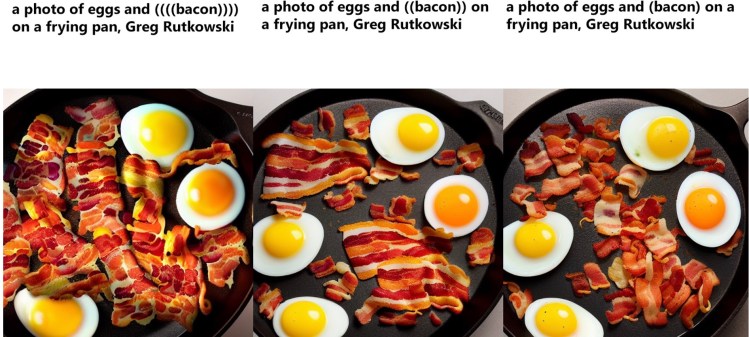 a photo of eggs and ((((bacon))))
on a frying pan, Greg Rutkowski
a photo of eggs and ((bacon)) on
a frying pan, Greg Rutkowski
a photo of eggs and (bacon) on a
frying pan, Greg Rutkowski